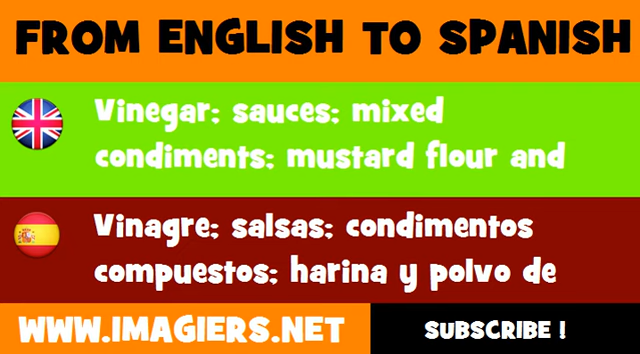 FROM ENGLISH TO SPANISH
Vinegar; sauces; mixed
condiments; mustard flour and
Vinagre; salsas; condimentos
compuestos; harina y polvo de
WWW.IMAGIERS.NET
SUBSCRIBE !